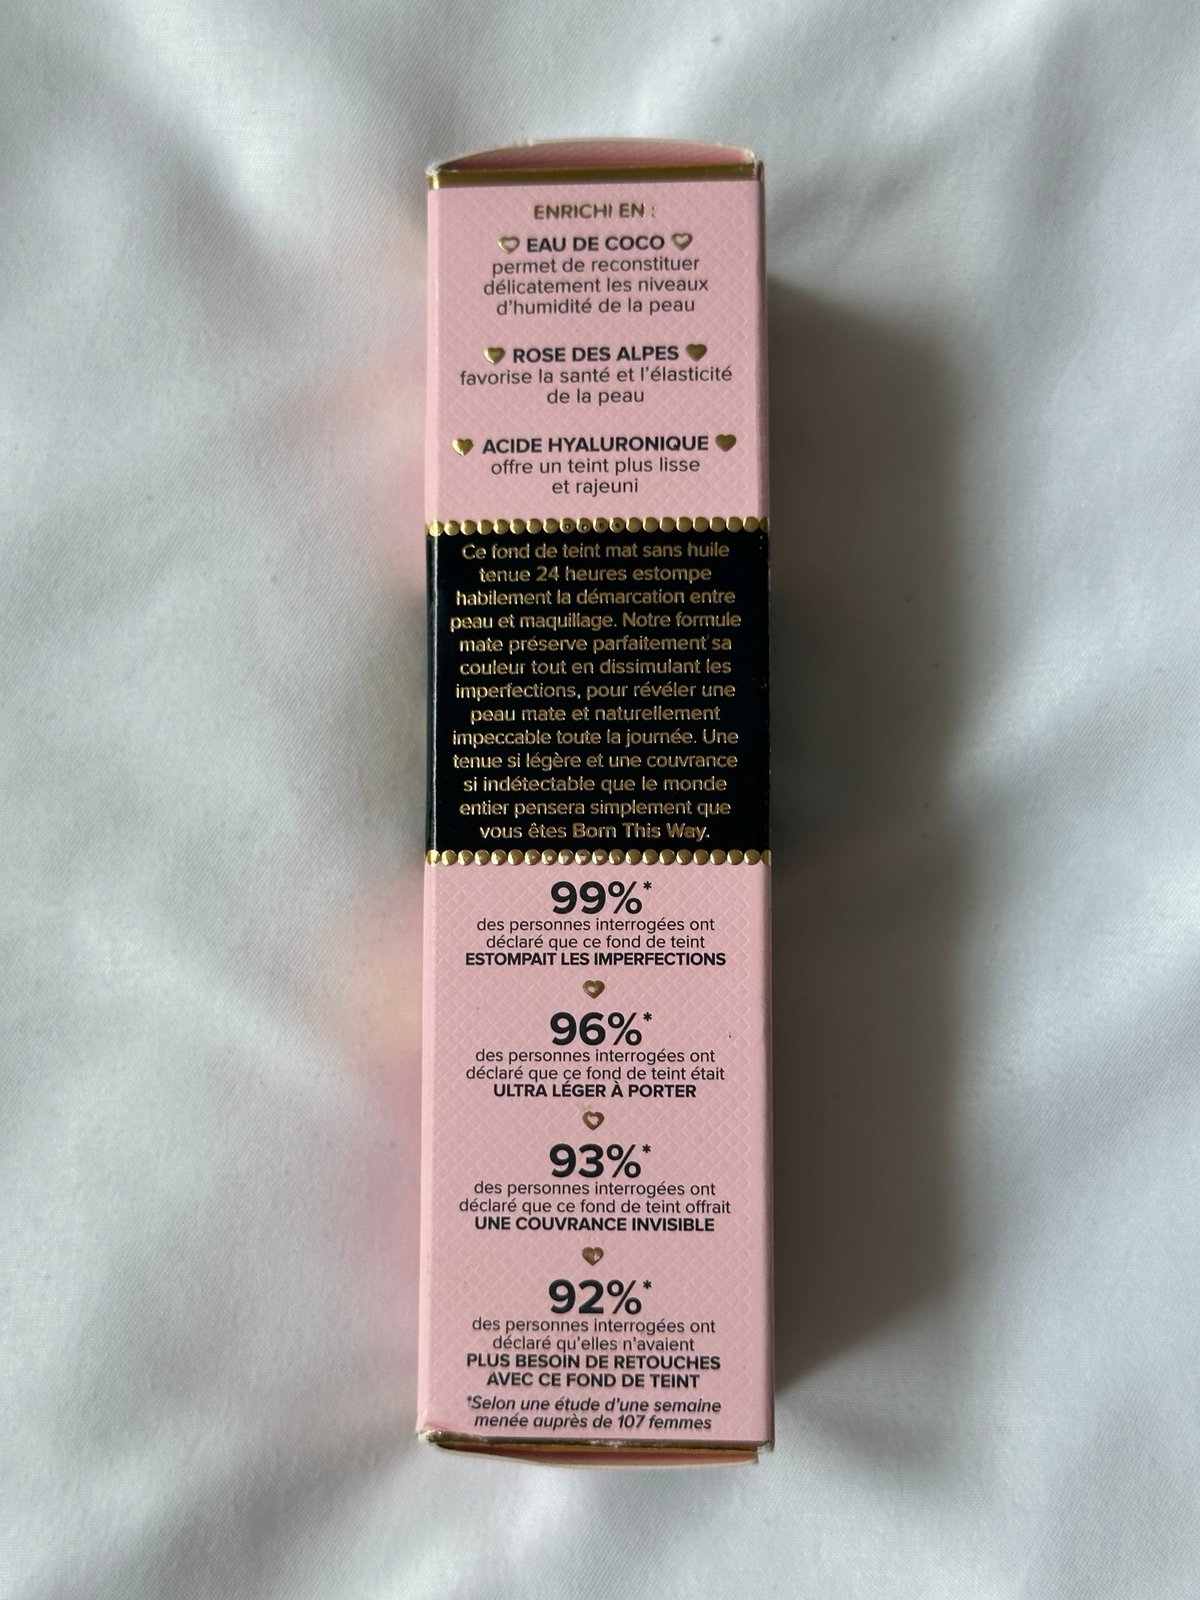 ENRICHI EN :
EAU DE COCO
permet de reconstituer
délicatement les niveaux
d'humidité de la peau
ROSE DES ALPES
favorise la santé et l'élasticité
de la peau
ACIDE HYALURONIQUE
offre un teint plus lisse
et rajeuni
Ce fond de teint mat sans huile
tenue 24 heures estompe
habilement la démarcation entre
peau et maquillage. Notre formule
mate préserve parfaitement sa
couleur tout en dissimulant les
imperfections, pour révéler une
peau mate et naturellement
impeccable toute la journée. Une
tenue si légère et une couvrance
si indétectable que le monde
entier pensera simplement que
vous êtes Born This Way.
99%*
des personnes interrogées ont
déclaré que ce fond de teint
ESTOMPAIT LES IMPERFECTIONS
96%*
des personnes interrogées ont
déclaré que ce fond de teint était
ULTRA LÉGER À PORTER
93%*
des personnes interrogées ont
déclaré que ce fond de teint offrait
UNE COUVRANCE INVISIBLE
92%*
des personnes interrogées ont
déclaré qu'elles n'avaient
PLUS BESOIN DE RETOUCHES
AVEC CE FOND DE TEINT
*Selon une étude d'une semaine
menée auprès de 107 femmes